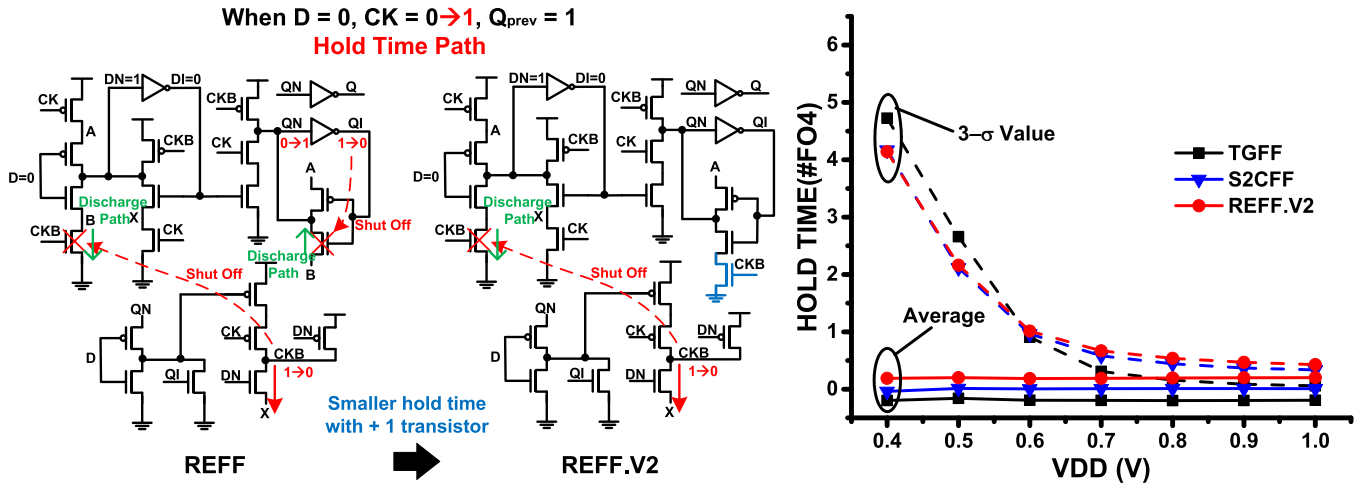 When D = 0, CK = 0→1, Qprev = 1
Hold Time Path
DN=1 DI=0
CK
CKB
QN Q
A
QN QI
0→1 1→0
CKB
CK
D=0
A
Discharge Path
B
X
CKB
CK
Shut Off
Discharge Path
B
Shut Off
QN
CK
DN
D
CKB
1→0
QI
DN
X
REFF
Smaller hold time
with + 1 transistor
DN=1 DI=0
CK
CKB
QN Q
A
QN QI
CKB
CK
D=0
A
Discharge Path
B
X
CKB
CK
CKB
Shut Off
QN
CK
DN
D
CKB
1→0
QI
DN
X
REFF.V2
HOLD TIME(#FO4)
6
5
4
3
2
1
0
3–σ Value
Average
TGFF
S2CFF
REFF.V2
0.4 0.5 0.6 0.7 0.8 0.9 1.0
VDD (V)